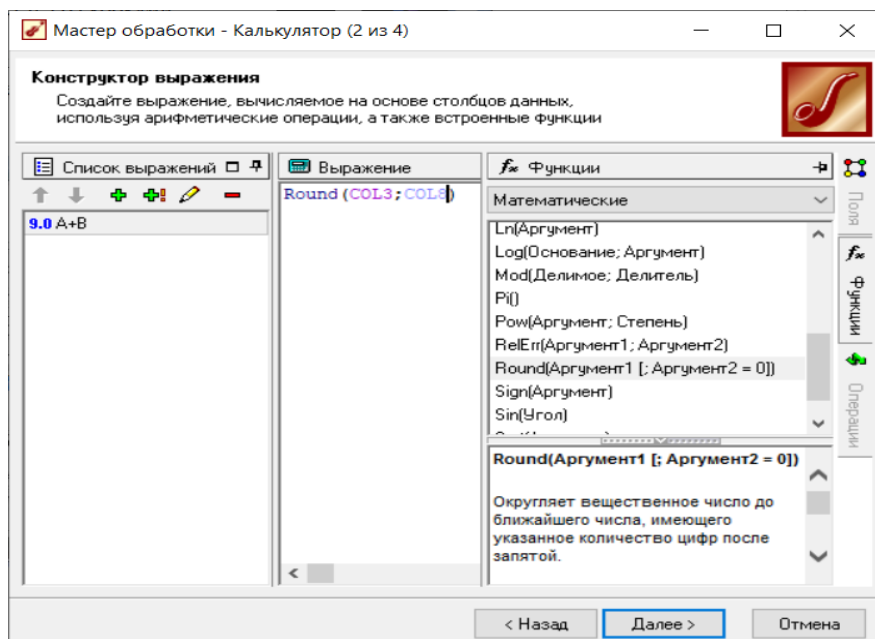 Мастер обработки - Калькулятор (2 из 4)
Конструктор выражения
Создайте выражение, вычисляемое на основе столбцов данных,
используя арифметические операции, а также встроенные функции
Список выражений
9.0 A+B
Выражение
Round(COL3;COL8)
fx Функции
Математические
Ln(Аргумент)
Log(Основание; Аргумент)
Mod(Делимое; Делитель)
Pi()
Pow(Аргумент; Степень)
RelErr(Аргумент1; Аргумент2)
Round(Аргумент1 [; Аргумент2 = 0])
Sign(Аргумент)
Sin(Угол)
Round(Аргумент1 [; Аргумент2 = 0])
Округляет вещественное число до
ближайшего числа, имеющего
указанное количество цифр после
запятой.
Поля
fx Функции
Операции
< Назад
Далее >
Отмена